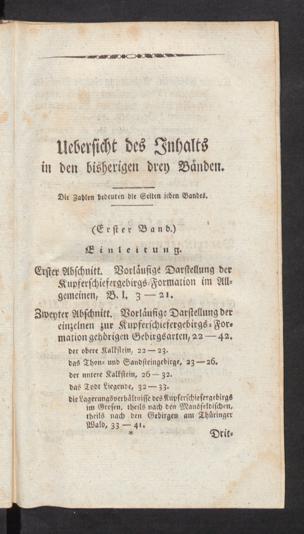 Uebersicht des Inhalts
in den bisherigen drey Bänden.
Die Zahlen bedeuten die Seiten jeden Bandes.
(Erster Band.)
Einleitung.
Erster Abschnitt. Vorläufige Darstellung der
Kupferschiefergebirgs-Formation im All-
gemeinen, B. I. 3 — 21.
Zweyter Abschnitt. Vorläufige Darstellung der
einzelnen zur Kupferschiefergebirgs-For-
mation gehörigen Gebirgsarten, 22 — 42.
der obere Kalkstein, 22 — 23.
das Thon- und Sandsteingebirge, 23 — 26.
der untere Kalkstein, 26 — 32.
das Todt Liegende, 32 — 33.
die Lagerungsverhältnisse des Kupferschiefergebirgs
im Großen, theils nach den Mansfeldischen,
theils nach den Gebirgen am Thüringer
Wald, 33 — 41.
* Drit-